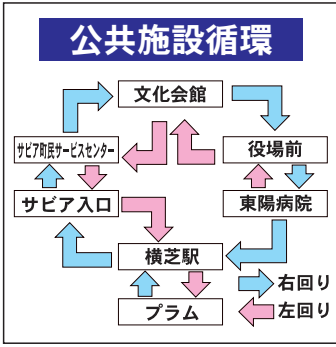 公共施設循環
文化会館
サピア町民サービスセンター
役場前
サピア入口
東陽病院
横芝駅
プラム
右回り
左回り